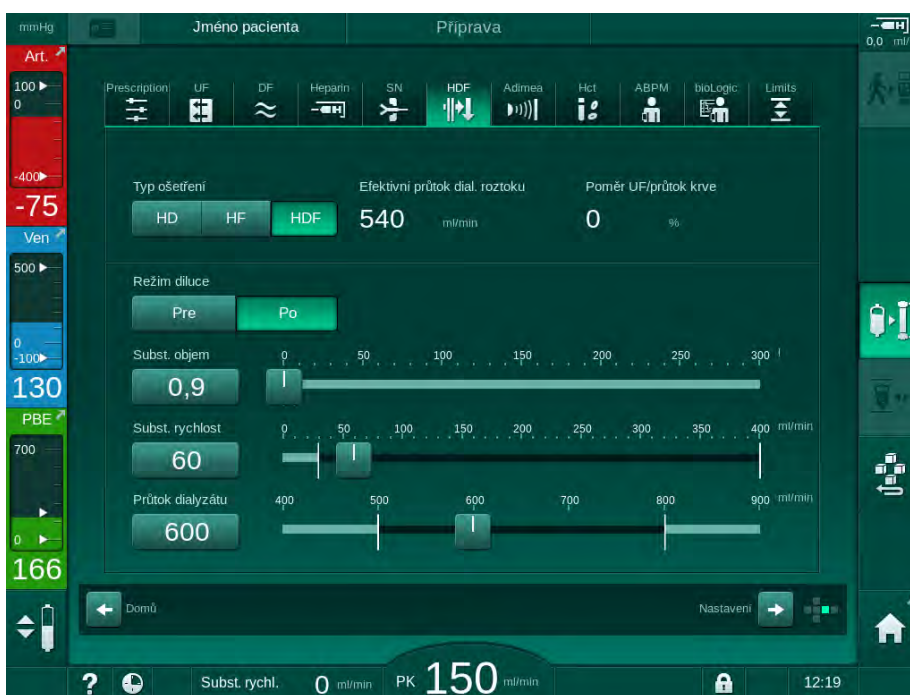 mmHg Jméno pacienta Příprava
0,0 ml/
Art.
100
0
-400
-75
Ven
500
0
-100
130
PBE
700
0
166
Prescription UF DF Heparin SN HDF Adimea Hct ABPM bioLogic Limits
Typ ošetření Efektivní průtok dial. roztoku Poměr UF/průtok krve
HD HF HDF 540 ml/min 0 %
Režim diluce
Pre Po
Subst. objem 0 50 100 150 200 250 300 l
0,9
Subst. rychlost 0 50 100 150 200 250 300 350 400 ml/min
60
Průtok dialyzátu 400 500 600 700 800 900 ml/min
600
Domů Nastavení
? Subst. rychl. 0 ml/min PK 150 ml/min 12:19